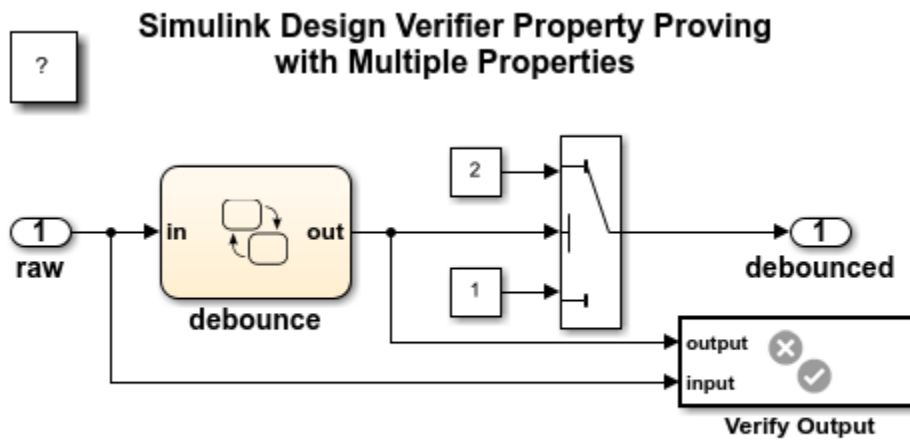 Simulink Design Verifier Property Proving
with Multiple Properties
?
2
1
in
out
1
raw
debounce
1
debounced
output
input
Verify Output